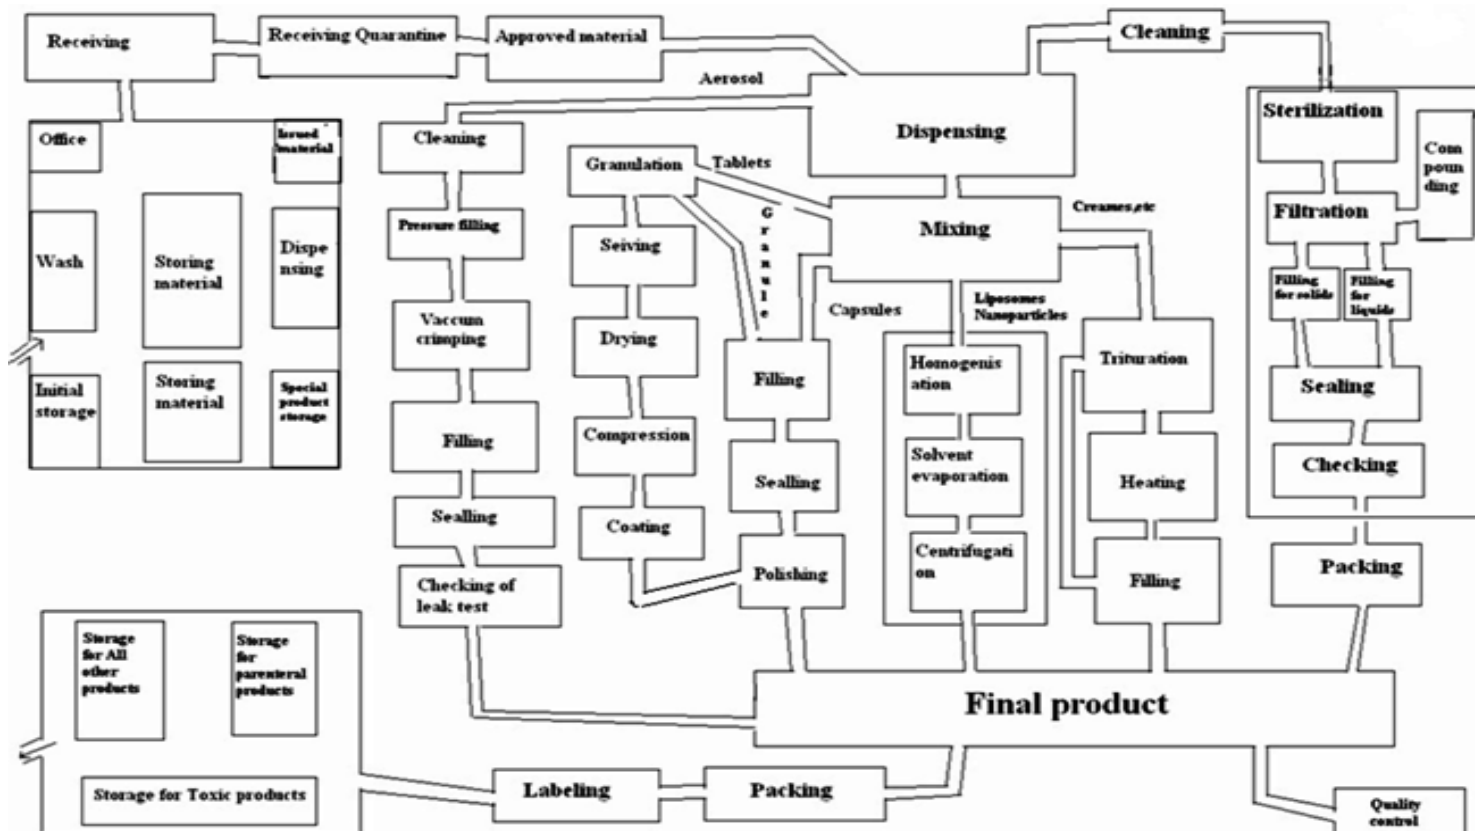 Receiving
Receiving Quarantine
Approved material
Cleaning
Aerosol
Dispensing
Sterilization
Com
poun
ding
Office
Issued
material
Cleaning
Granulation
Tablets
Granule
Mixing
Creames,etc
Filtration
Pressure filling
Wash
Storing
material
Dispe
nsing
Seiving
Filling
for solids
Filling
for
liquids
Vaccum
crimping
Drying
Capsules
Liposomes
Nanoparticles
Filling
Homogenis
ation
Trituration
Sealing
Initial
storage
Storing
material
Special
product
storage
Filling
Compression
Sealling
Solvent
evaporation
Heating
Checking
Sealling
Coating
Polishing
Centrifugati
on
Filling
Packing
Checking of
leak test
Storage
for All
other
products
Storage
for
parenteral
products
Final product
Storage for Toxic products
Labeling
Packing
Quality
control